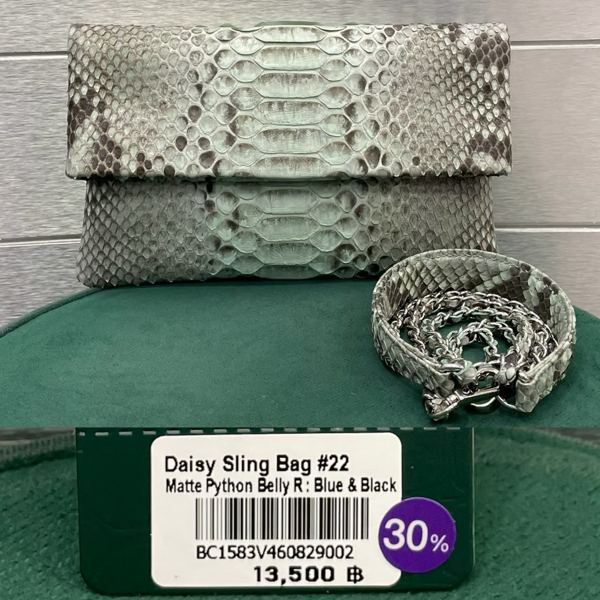 Daisy Sling Bag #22
Matte Python Belly R : Blue & Black
BC1583V460829002
13,500 ฿
30%